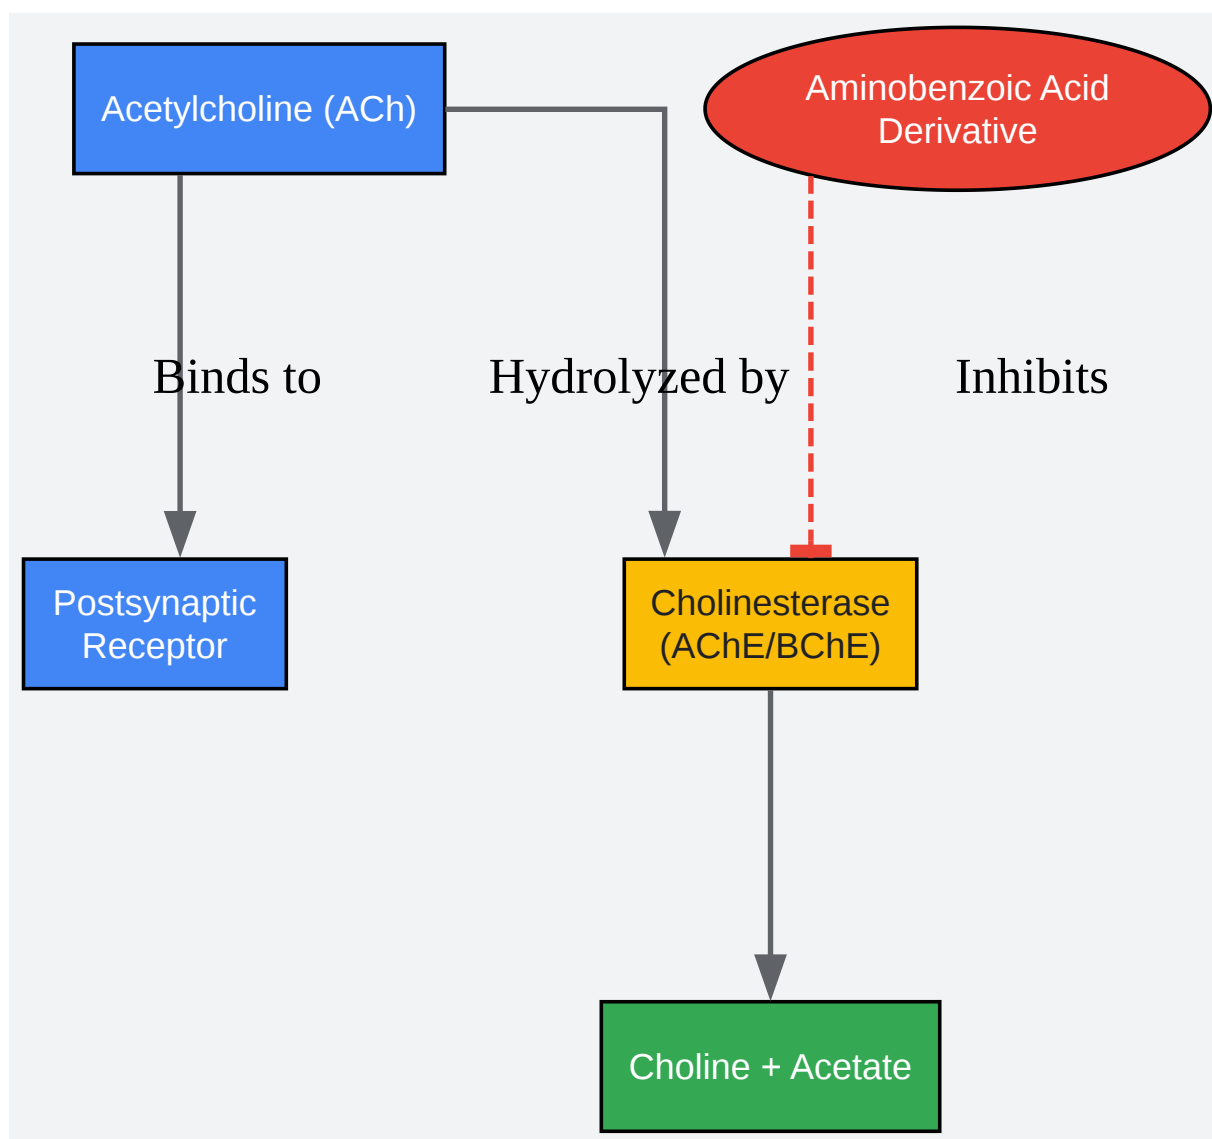 Acetylcholine (ACh)
Aminobenzoic Acid
Derivative
Binds to
Hydrolyzed by
Inhibits
Postsynaptic
Receptor
Cholinesterase
(AChE/BChE)
Choline + Acetate